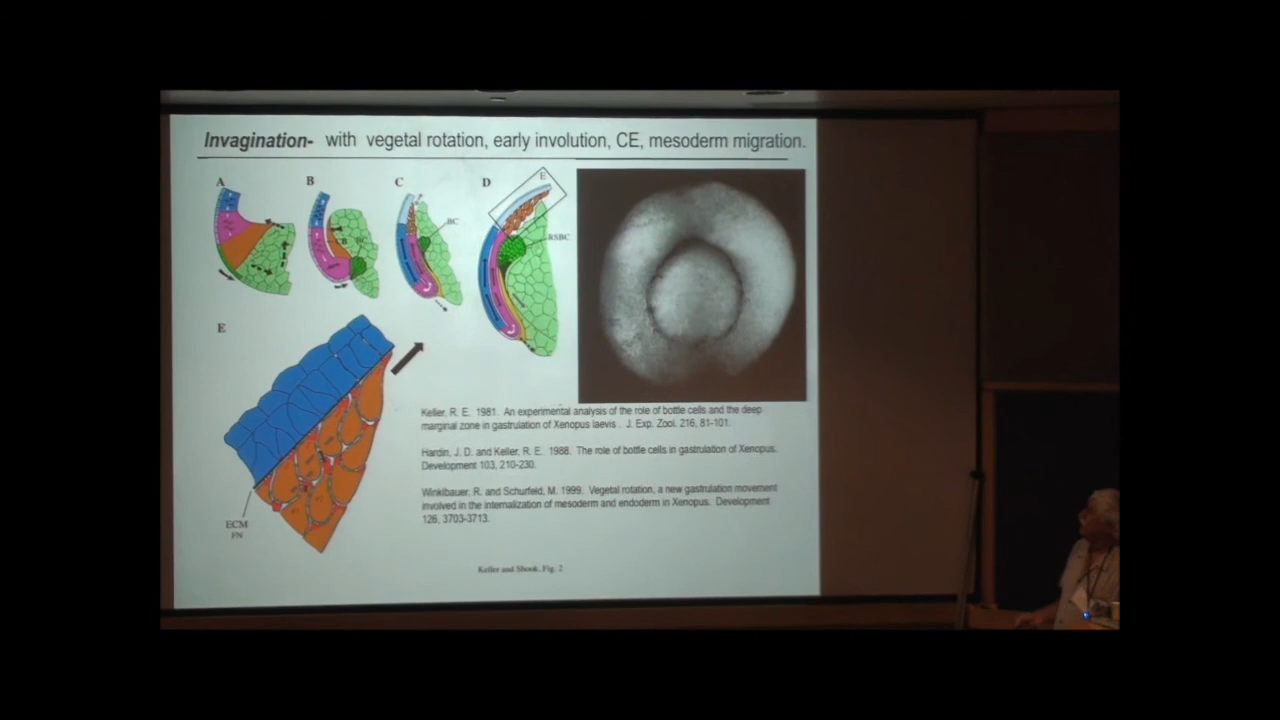 Invagination- with vegetal rotation, early involution, CE, mesoderm migration.
A
B
C
D
E
BC
RSBC
E
ECM
FN
Keller, R. E. 1981. An experimental analysis of the role of bottle cells and the deep
marginal zone in gastrulation of Xenopus laevis . J. Exp. Zool. 216, 81-101.
Hardin, J. D. and Keller, R. E. 1988. The role of bottle cells in gastrulation of Xenopus.
Development 103, 210-230.
Winklbauer, R. and Schurfeld, M. 1999. Vegetal rotation, a new gastrulation movement
involved in the internalization of mesoderm and endoderm in Xenopus. Development
126, 3703-3713.
Keller and Shook, Fig. 2